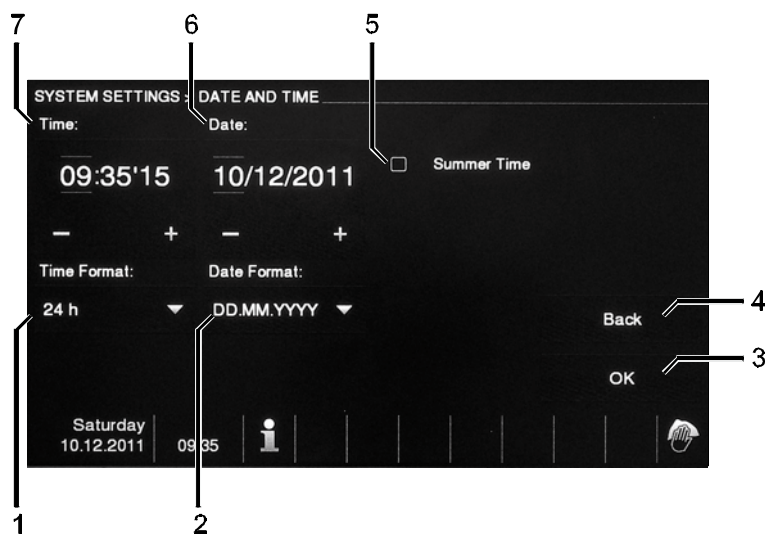 7 6 5
SYSTEM SETTINGS > DATE AND TIME
Time: Date:
09:35'15 10/12/2011 Summer Time
− + − +
Time Format: Date Format:
24 h DD.MM.YYYY
Back 4
OK 3
Saturday
10.12.2011 09:35
1 2